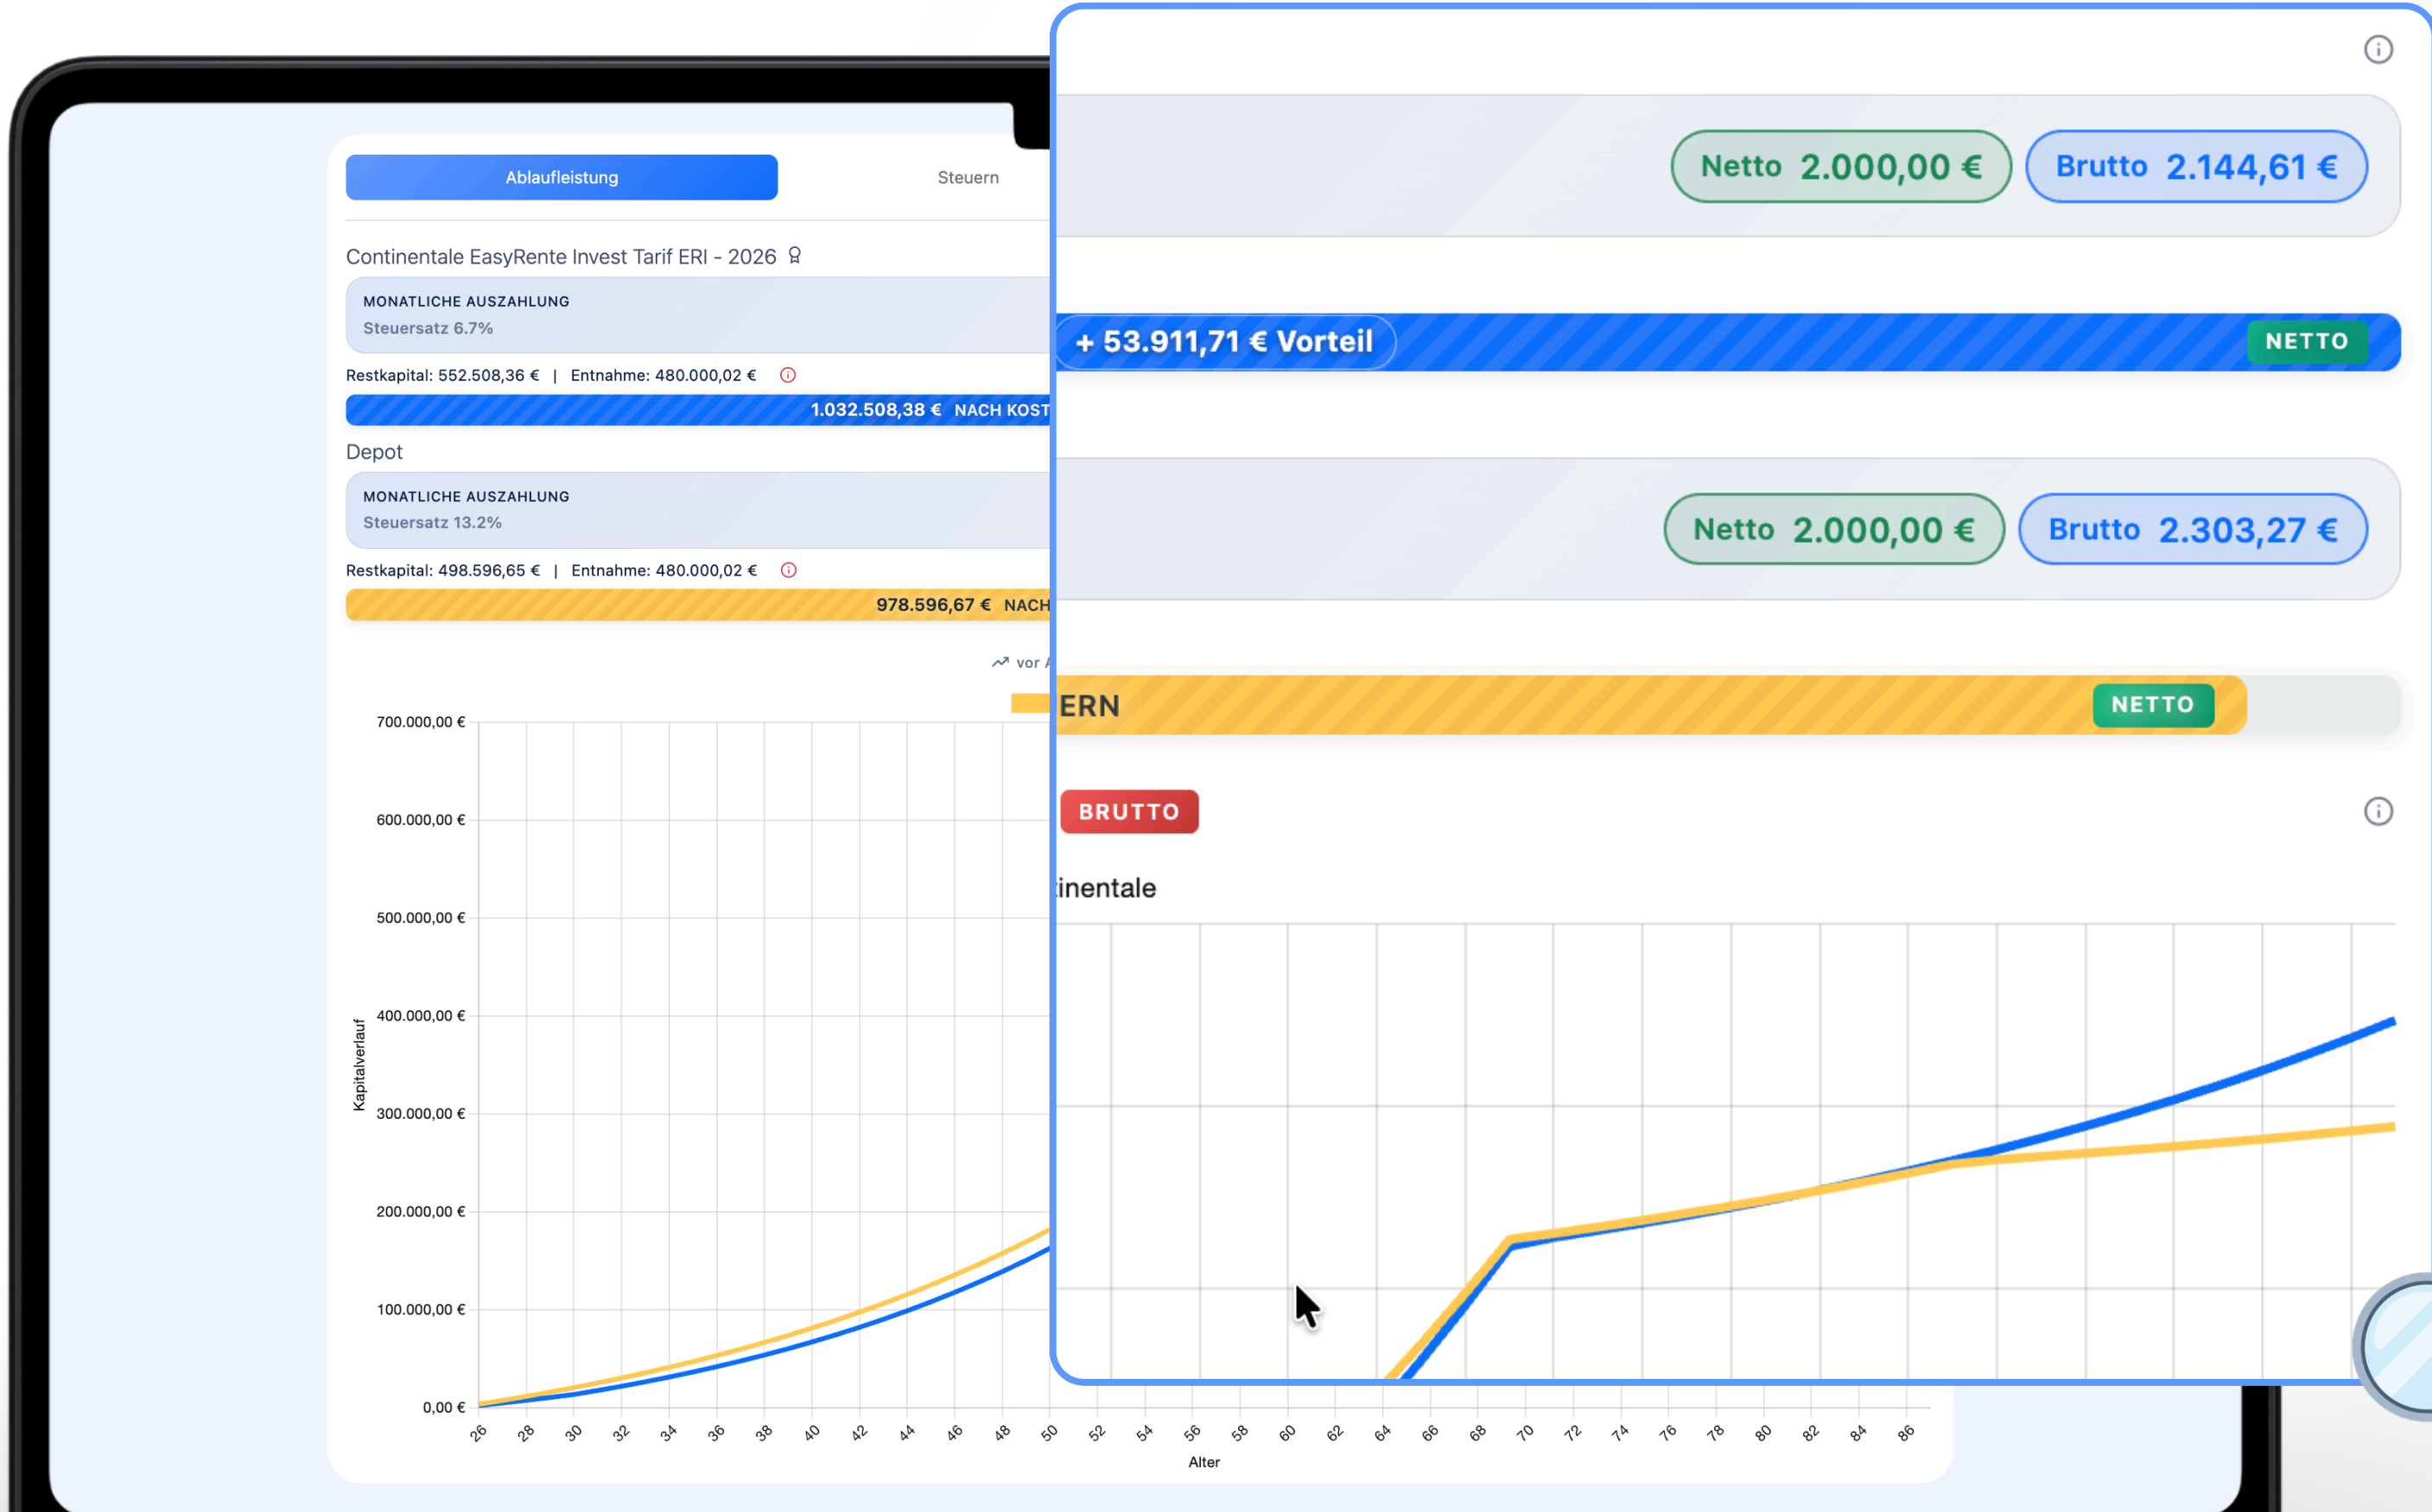 Ablaufleistung
Steuern
Continentale EasyRente Invest Tarif ERI - 2026
MONATLICHE AUSZAHLUNG
Steuersatz 6.7%
Netto 2.000,00 €
Brutto 2.144,61 €
Restkapital: 552.508,36 € | Entnahme: 480.000,02 €
1.032.508,38 € NACH KOST
+ 53.911,71 € Vorteil
NETTO
Depot
MONATLICHE AUSZAHLUNG
Steuersatz 13.2%
Netto 2.000,00 €
Brutto 2.303,27 €
Restkapital: 498.596,65 € | Entnahme: 480.000,02 €
978.596,67 € NACH
ERN
NETTO
vor A
BRUTTO
tinentale
700.000,00 €
600.000,00 €
500.000,00 €
400.000,00 €
300.000,00 €
200.000,00 €
100.000,00 €
0,00 €
Kapitalverlauf
26 28 30 32 34 36 38 40 42 44 46 48 50 52 54 56 58 60 62 64 66 68 70 72 74 76 78 80 82 84 86
Alter